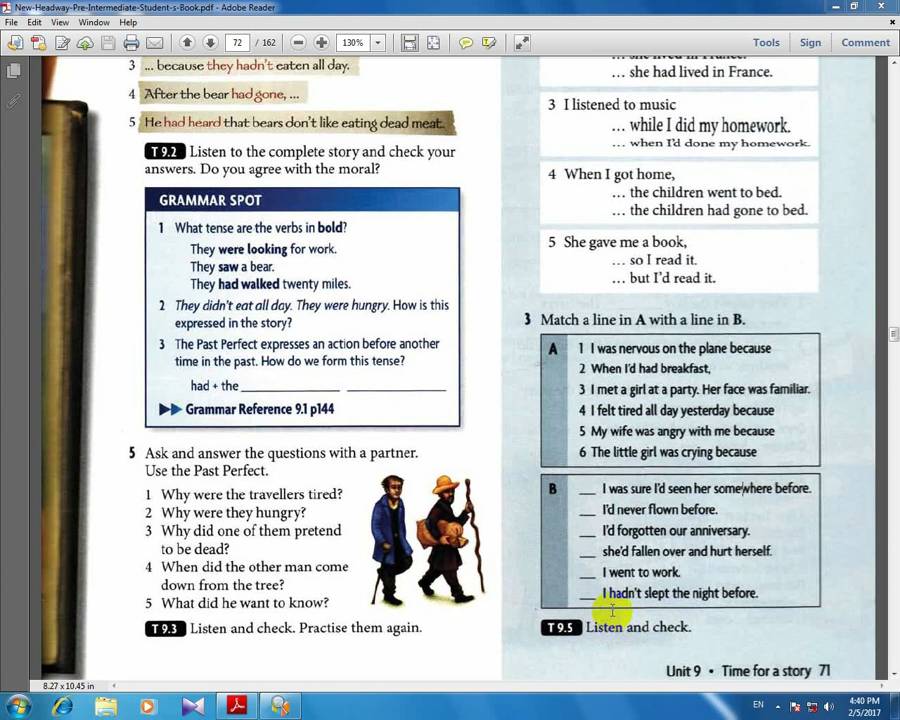 New-Headway-Pre-Intermediate-Student-s-Book.pdf - Adobe Reader
File Edit View Window Help
72 / 162 130% Tools Sign Comment
3 ... because they hadn't eaten all day.
4 After the bear had gone, ...
5 He had heard that bears don't like eating dead meat.
T 9.2 Listen to the complete story and check your
answers. Do you agree with the moral?
GRAMMAR SPOT
1 What tense are the verbs in bold?
They were looking for work.
They saw a bear.
They had walked twenty miles.
2 They didn't eat all day. They were hungry. How is this
expressed in the story?
3 The Past Perfect expresses an action before another
time in the past. How do we form this tense?
had + the ____________ ____________
▶▶ Grammar Reference 9.1 p144
5 Ask and answer the questions with a partner.
Use the Past Perfect.
1 Why were the travellers tired?
2 Why were they hungry?
3 Why did one of them pretend
to be dead?
4 When did the other man come
down from the tree?
5 What did he want to know?
T 9.3 Listen and check. Practise them again.
... she lived in France.
... she had lived in France.
3 I listened to music
... while I did my homework.
... when I'd done my homework.
4 When I got home,
... the children went to bed.
... the children had gone to bed.
5 She gave me a book,
... so I read it.
... but I'd read it.
3 Match a line in A with a line in B.
A 1 I was nervous on the plane because
2 When I'd had breakfast,
3 I met a girl at a party. Her face was familiar.
4 I felt tired all day yesterday because
5 My wife was angry with me because
6 The little girl was crying because
B __ I was sure I'd seen her somewhere before.
__ I'd never flown before.
__ I'd forgotten our anniversary.
__ she'd fallen over and hurt herself.
__ I went to work.
__ I hadn't slept the night before.
T 9.5 Listen and check.
Unit 9 • Time for a story 71
8.27 x 10.45 in
EN 4:40 PM
2/5/2017